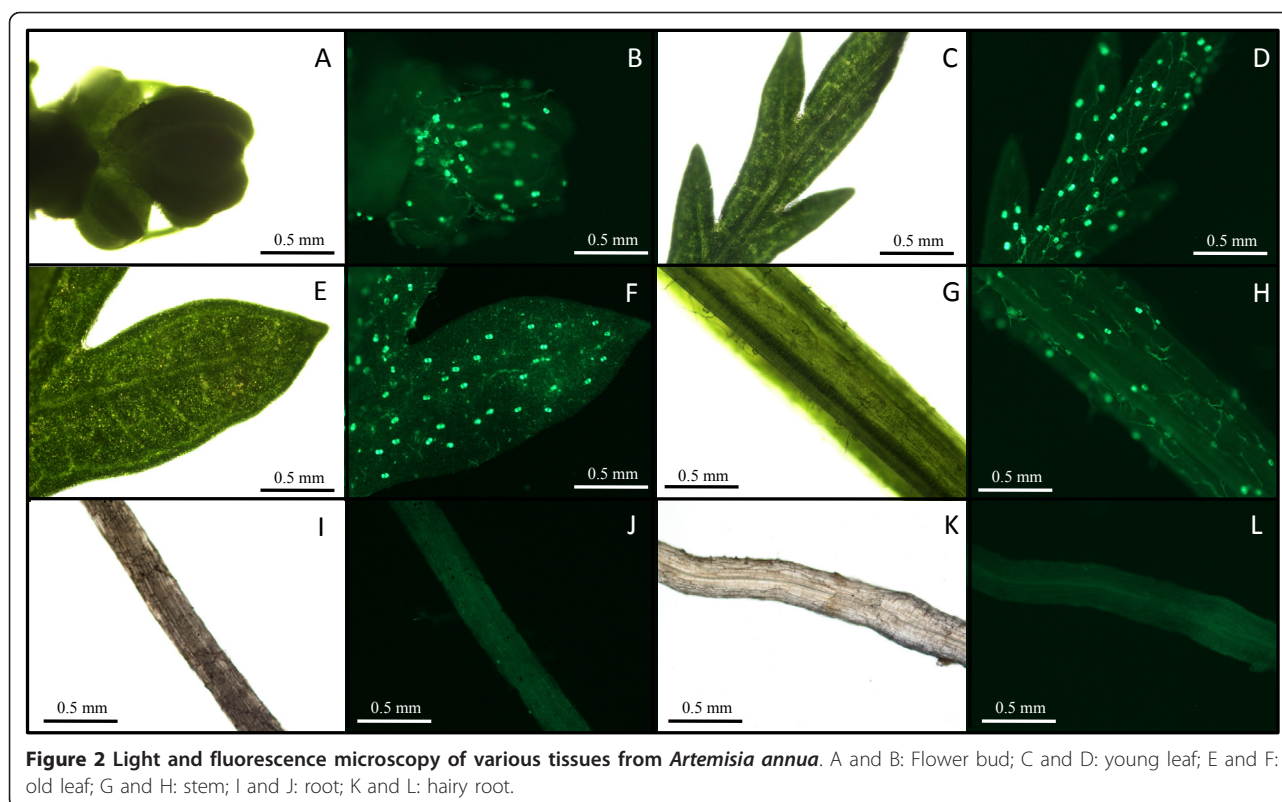 A B C D
0.5 mm 0.5 mm 0.5 mm 0.5 mm
E F G H
0.5 mm 0.5 mm 0.5 mm 0.5 mm
I J K L
0.5 mm 0.5 mm 0.5 mm 0.5 mm
Figure 2 Light and fluorescence microscopy of various tissues from Artemisia annua. A and B: Flower bud; C and D: young leaf; E and F:
old leaf; G and H: stem; I and J: root; K and L: hairy root.